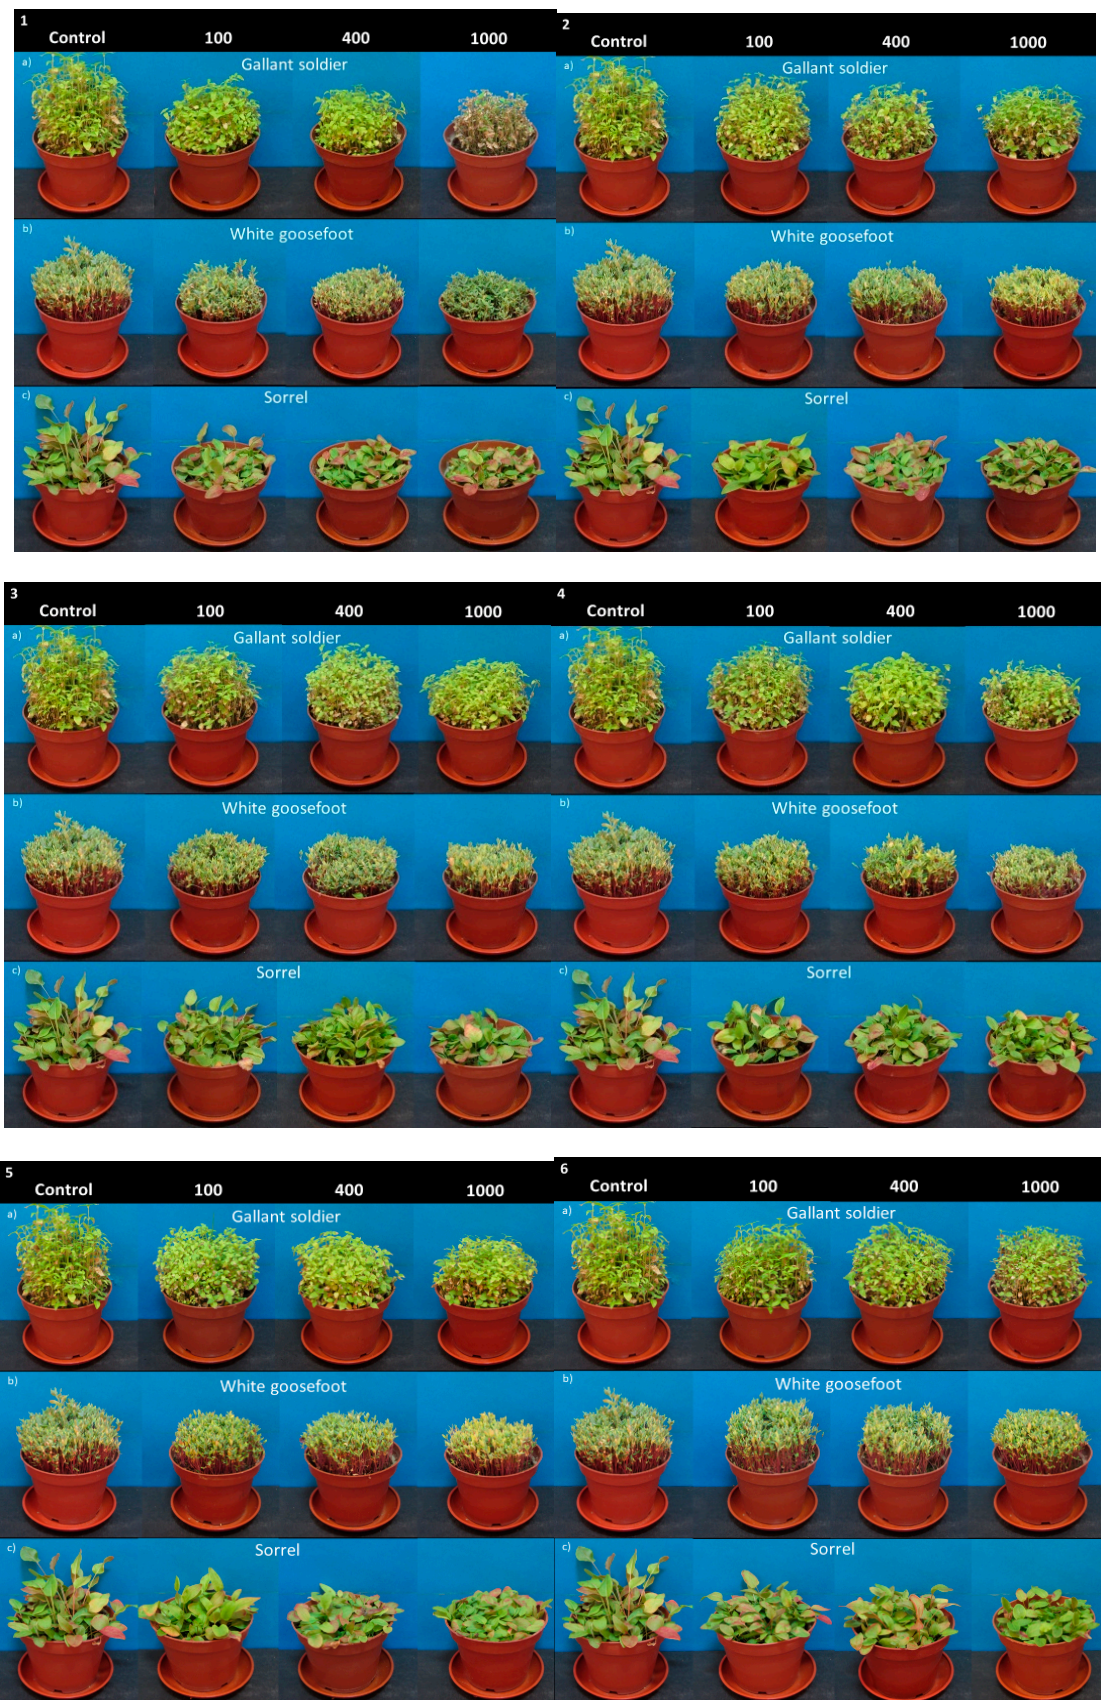 1
Control 100 400 1000
a) Gallant soldier
b) White goosefoot
c) Sorrel
2
Control 100 400 1000
a) Gallant soldier
b) White goosefoot
c) Sorrel
3
Control 100 400 1000
a) Gallant soldier
b) White goosefoot
c) Sorrel
4
Control 100 400 1000
a) Gallant soldier
b) White goosefoot
c) Sorrel
5
Control 100 400 1000
a) Gallant soldier
b) White goosefoot
c) Sorrel
6
Control 100 400 1000
a) Gallant soldier
b) White goosefoot
c) Sorrel